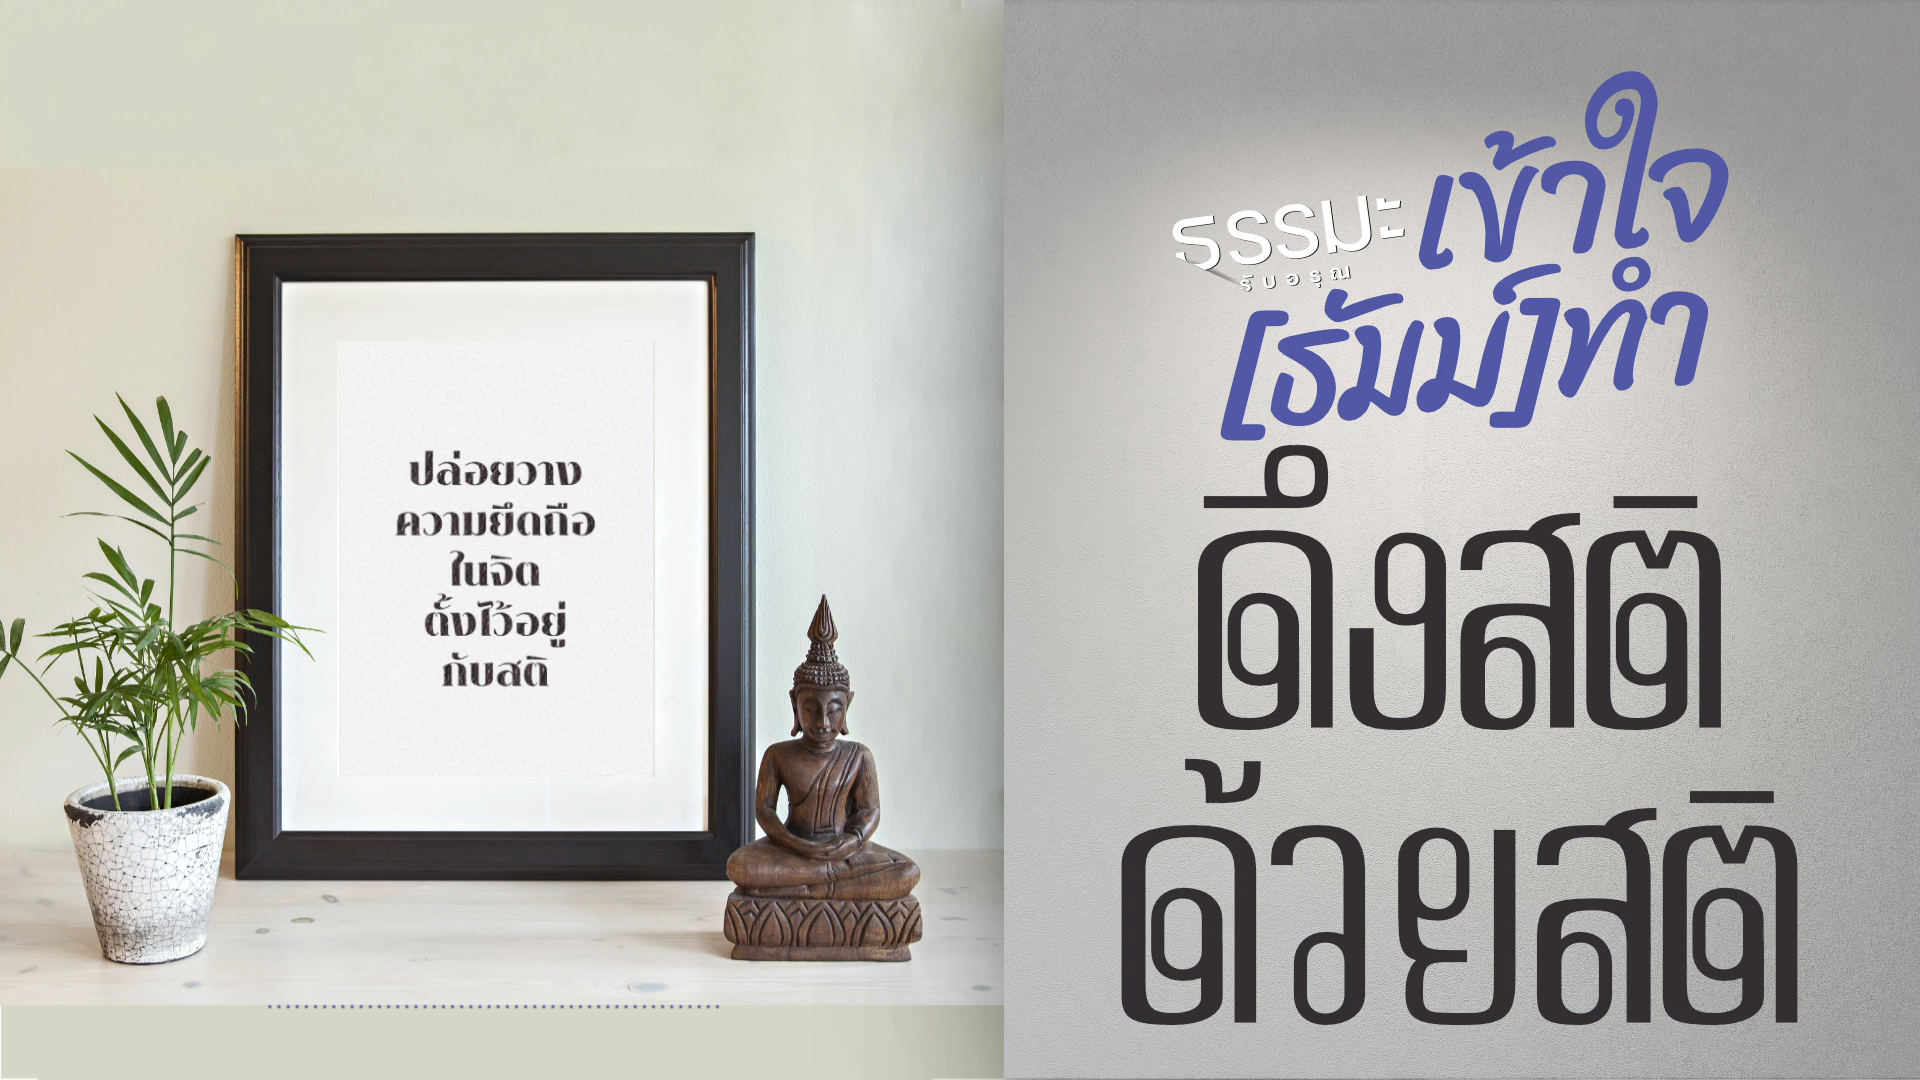 ปล่อยวาง
ความยึดถือ
ในจิต
ตั้งไว้อยู่
กับสติ
ธรรมะ
รับอรุณ
เข้าใจ
[ธัมม์]ทำ
ดึงสติ
ด้วยสติ